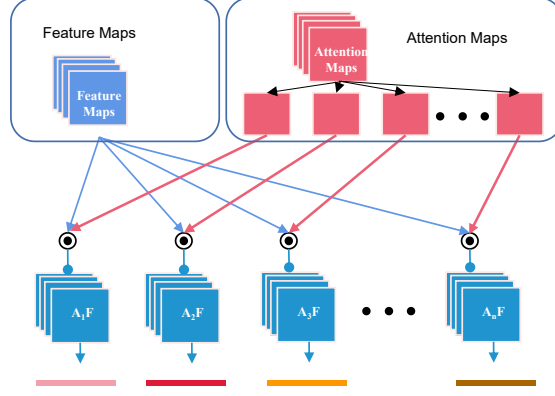 Feature Maps
Attention Maps
Attention
Maps
Feature
Maps
A₁F
A₂F
A₃F
AₙF